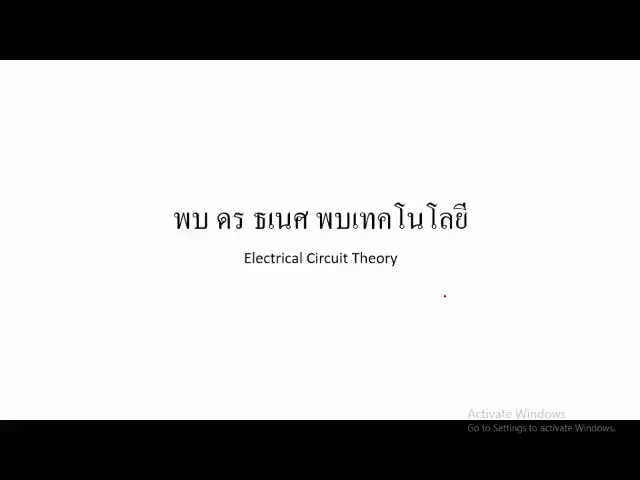 พบ ดร ธเนศ พบเทคโนโลยี
Electrical Circuit Theory
Activate Windows
Go to Settings to activate Windows.